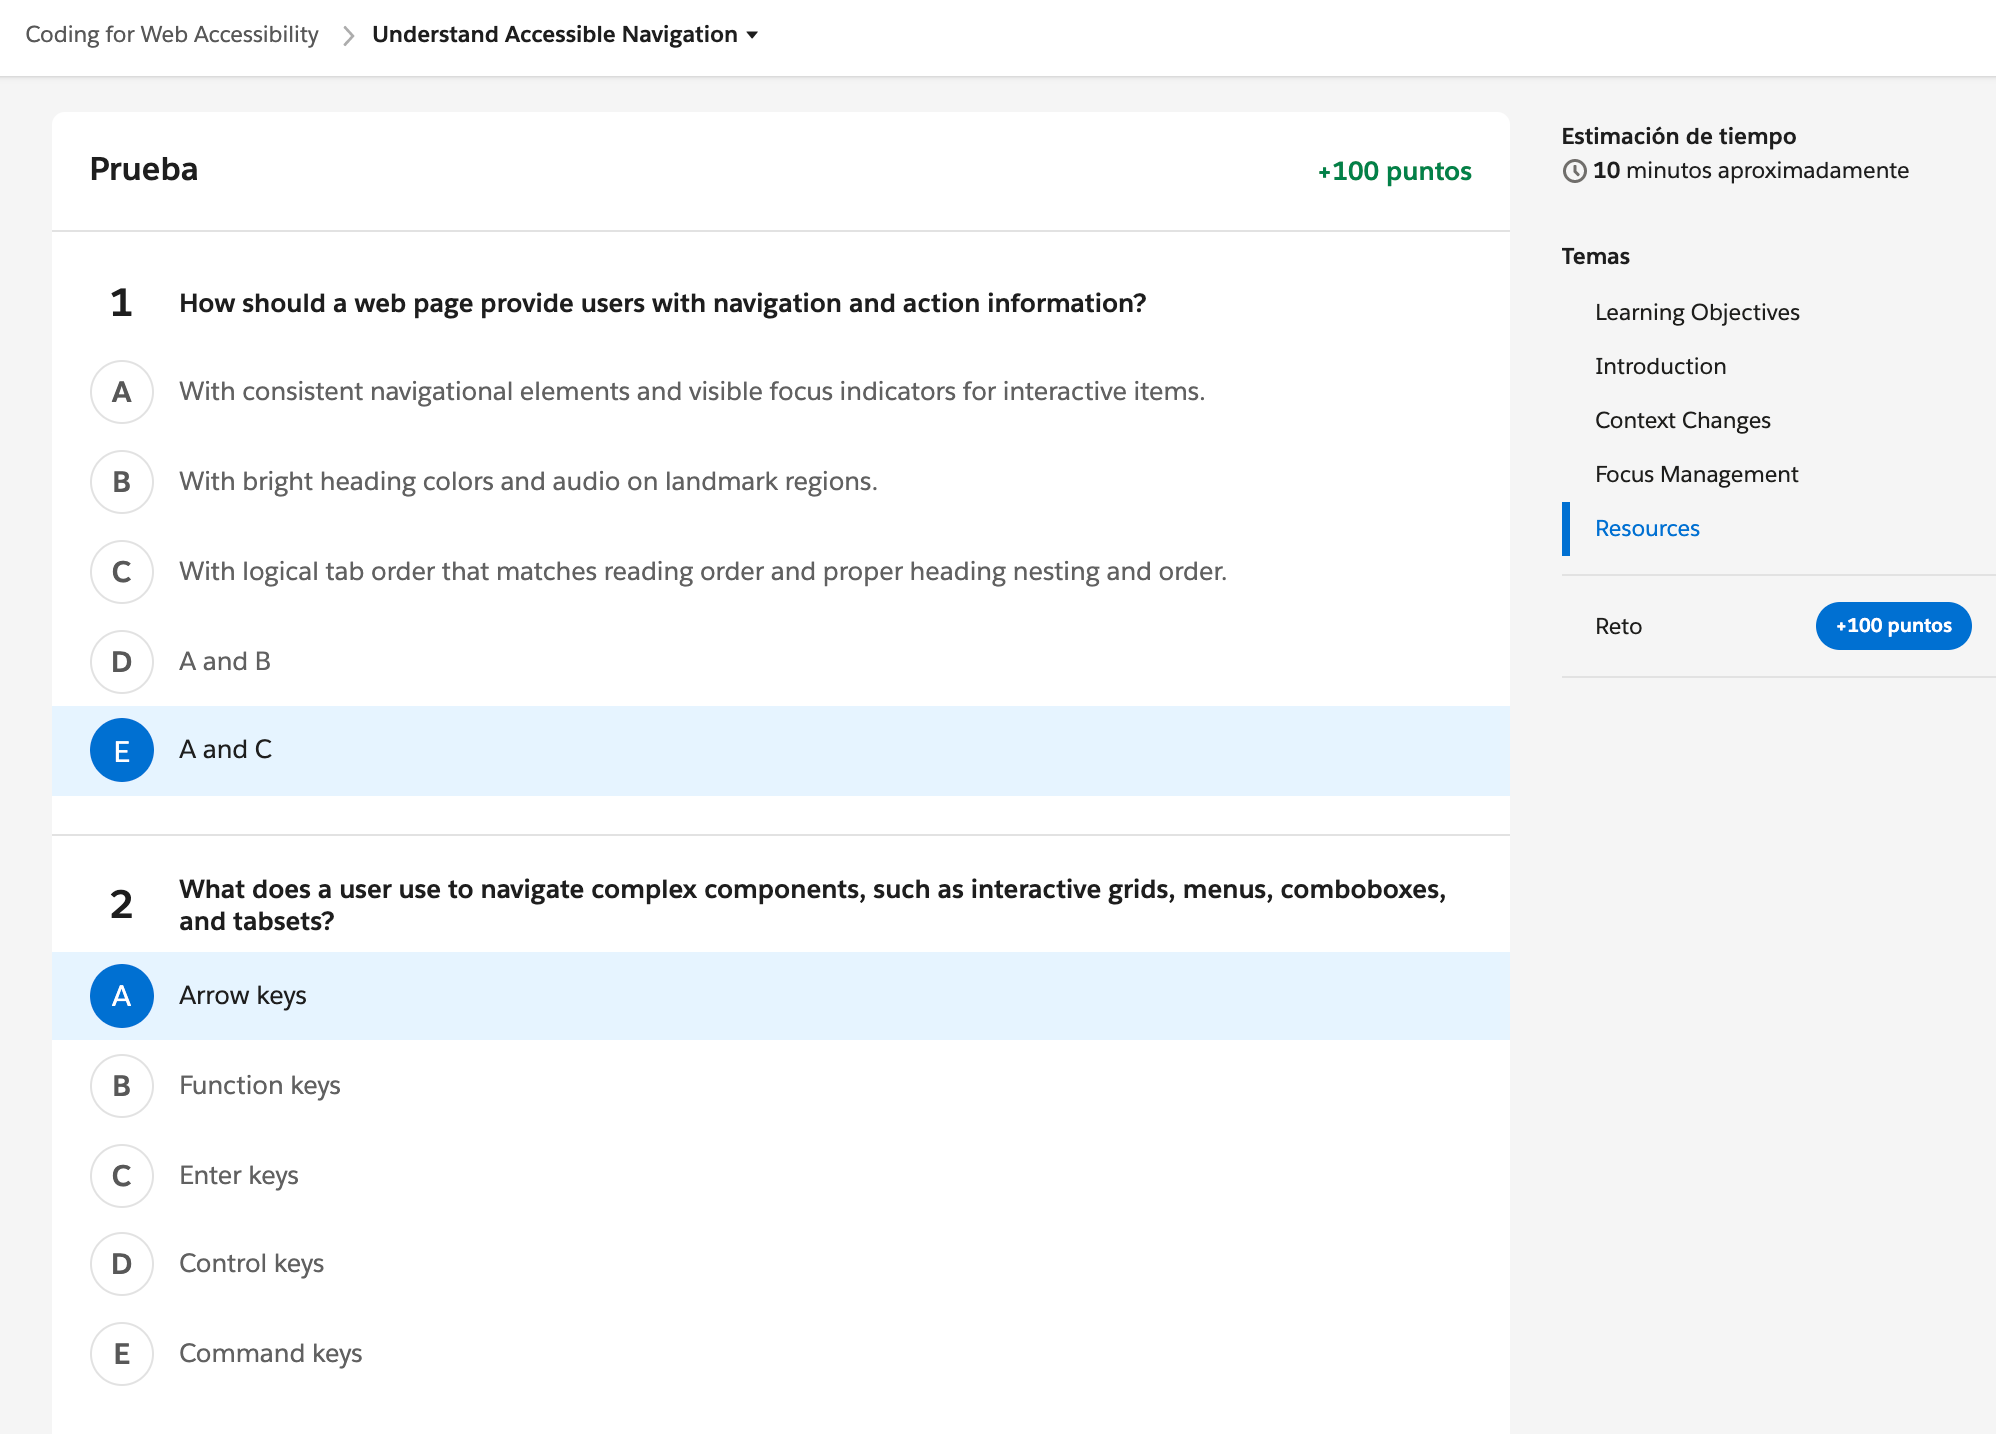 Coding for Web Accessibility
Understand Accessible Navigation
Prueba
+100 puntos
1
How should a web page provide users with navigation and action information?
A
With consistent navigational elements and visible focus indicators for interactive items.
B
With bright heading colors and audio on landmark regions.
C
With logical tab order that matches reading order and proper heading nesting and order.
D
A and B
E
A and C
2
What does a user use to navigate complex components, such as interactive grids, menus, comboboxes,
and tabsets?
A
Arrow keys
B
Function keys
C
Enter keys
D
Control keys
E
Command keys
Estimación de tiempo
10 minutos aproximadamente
Temas
Learning Objectives
Introduction
Context Changes
Focus Management
Resources
Reto
+100 puntos